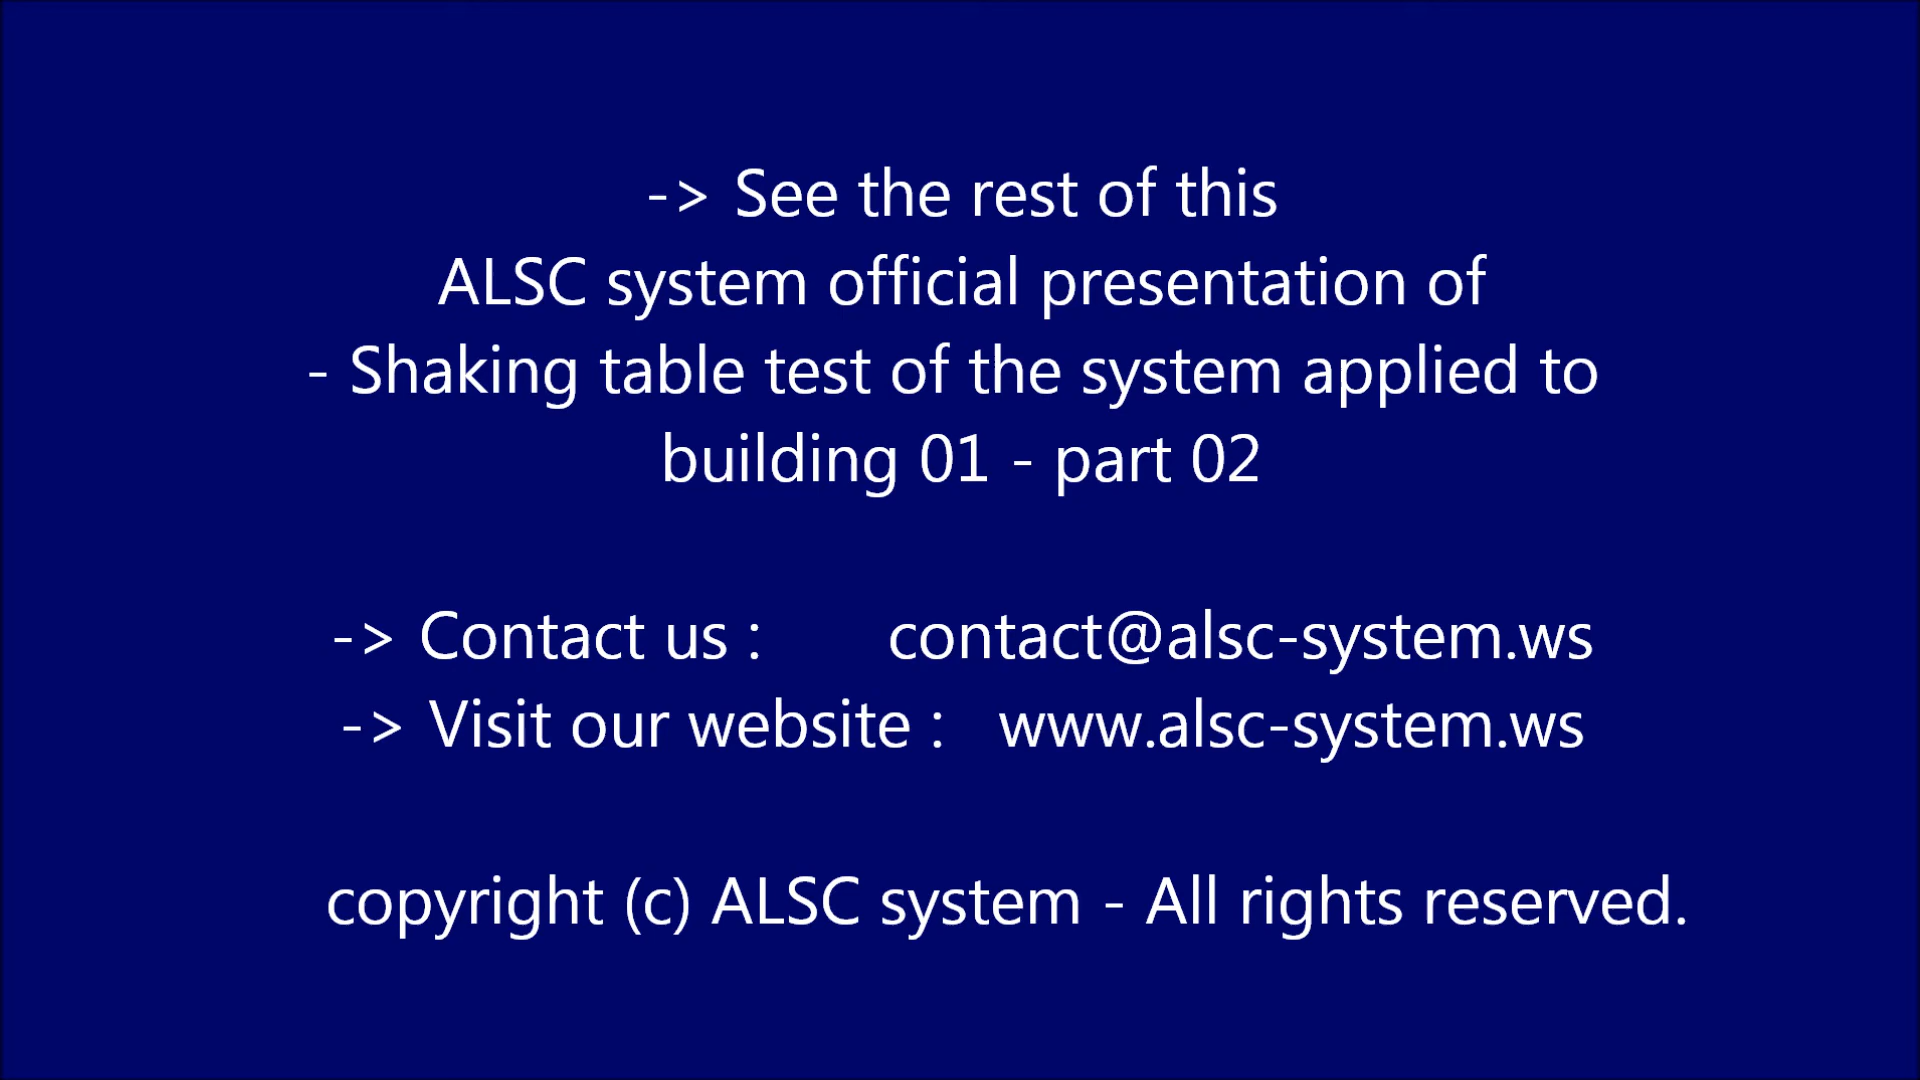 -> See the rest of this
ALSC system official presentation of
- Shaking table test of the system applied to
building 01 - part 02
-> Contact us : contact@alsc-system.ws
-> Visit our website : www.alsc-system.ws
copyright (c) ALSC system - All rights reserved.